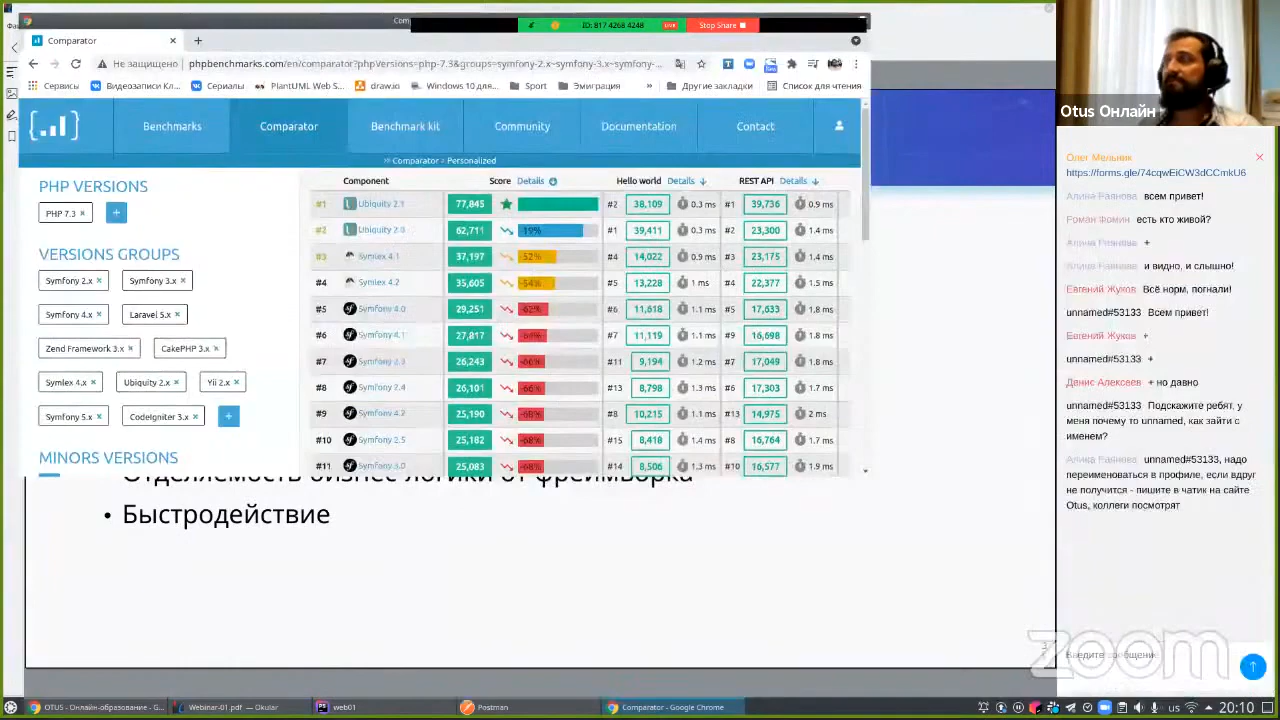 ID: 817 4268 4248 LIVE Stop Share
Comparator
Не защищено phpbenchmarks.com/en/comparator?phpVersions=php-7.3&groups=symfony-2.x~symfony-3.x~symfony-...
Сервисы Видеозаписи Кл... Сериалы PlantUML Web S... draw.io Windows 10 для... Sport Эмиграция » Другие закладки Список для чтения
Benchmarks Comparator Benchmark kit Community Documentation Contact
Comparator :: Personalized
PHP VERSIONS
PHP 7.3 ×
VERSIONS GROUPS
Symfony 2.x × Symfony 3.x ×
Symfony 4.x × Laravel 5.x ×
Zend Framework 3.x × CakePHP 3.x ×
Symlex 4.x × Ubiquity 2.x × Yii 2.x ×
Symfony 5.x × CodeIgniter 3.x ×
MINORS VERSIONS
Component Score Details Hello world Details REST API Details
#1 Ubiquity 2.1 77,845 #2 38,109 0.3 ms #1 39,736 0.9 ms
#2 Ubiquity 2.0 62,711 -19% #1 39,411 0.3 ms #2 23,300 1.4 ms
#3 Symlex 4.1 37,197 -52% #4 14,022 0.9 ms #3 23,175 1.4 ms
#4 Symlex 4.2 35,605 -54% #5 13,228 1 ms #4 22,377 1.5 ms
#5 Symfony 4.0 29,251 -62% #6 11,618 1.1 ms #5 17,633 1.8 ms
#6 Symfony 4.1 27,817 -64% #7 11,119 1.1 ms #9 16,698 1.8 ms
#7 Symfony 2.3 26,243 -66% #11 9,194 1.2 ms #7 17,049 1.8 ms
#8 Symfony 2.4 26,101 -66% #13 8,798 1.3 ms #6 17,303 1.7 ms
#9 Symfony 4.2 25,190 -68% #8 10,215 1.1 ms #13 14,975 2 ms
#10 Symfony 2.5 25,182 -68% #15 8,418 1.4 ms #8 16,764 1.7 ms
#11 Symfony 3.0 25,083 -68% #14 8,506 1.3 ms #10 16,577 1.9 ms
Отделяемость бизнес логики от фреймворка
• Быстродействие
Otus Онлайн
Олег Мельник
https://forms.gle/74cqwEiCW3dCCmkU6
всем привет!
Роман Фомин есть кто живой?
+
и видно, и слышно!
Евгений Жуков Всё норм, погнали!
unnamed#53133 Всем привет!
Евгений Жуков +
unnamed#53133 +
Денис Алексеев + но давно
unnamed#53133 Подскажите ребят, у
меня почему то unnamed, как зайти с
именем?
unnamed#53133, надо
переименоваться в профиле, если вдруг
не получится - пишите в чатик на сайте
Otus, коллеги посмотрят
Введите сообщение
zoom
OTUS - Онлайн-образование - G... Webinar-01.pdf — Okular web01 Postman Comparator - Google Chrome us 20:10